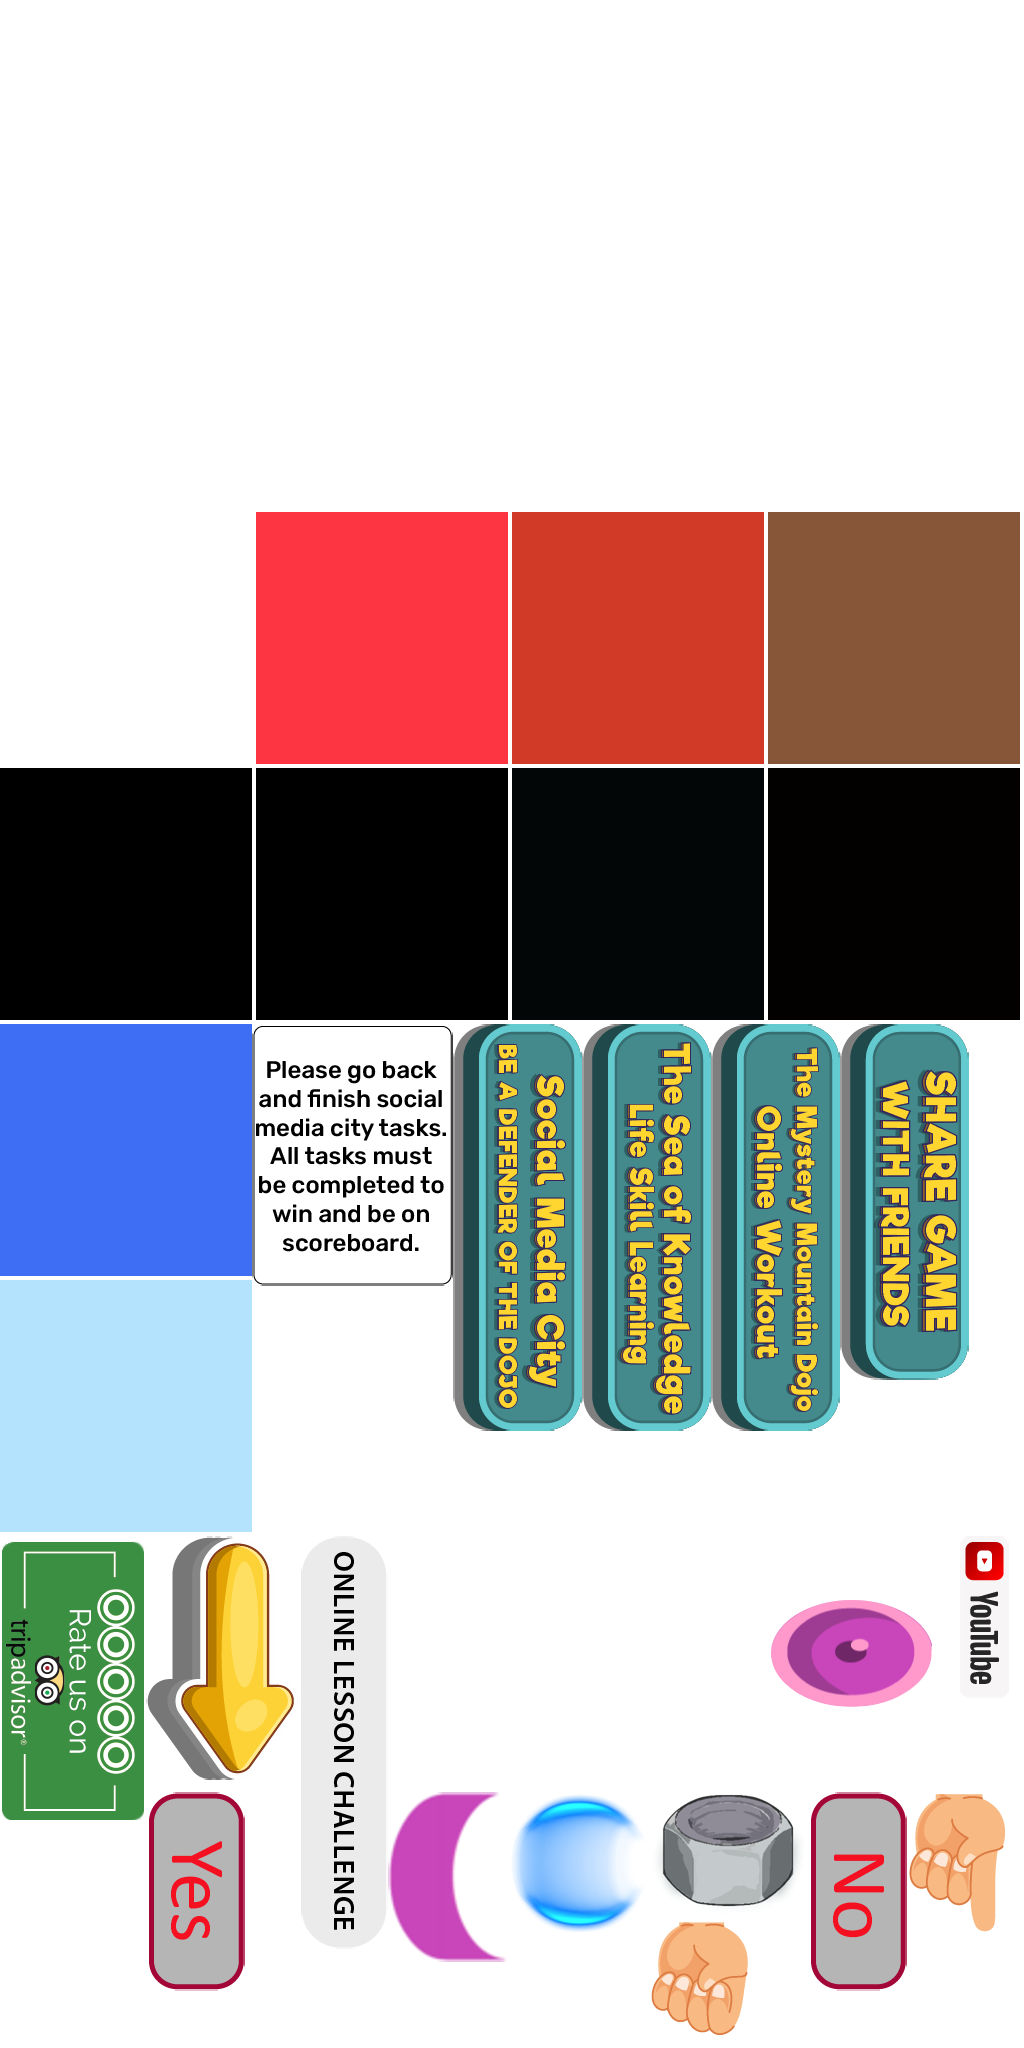 Please go back
and finish social
media city tasks.
All tasks must
be completed to
win and be on
scoreboard.
Social Media City
BE A DEFENDER OF THE DOJO
The Sea of Knowledge
Life Skill Learning
The Mystery Mountain Dojo
Online Workout
SHARE GAME
WITH FRIENDS
Rate us on
tripadvisor®
ONLINE LESSON CHALLENGE
YouTube
Yes
No